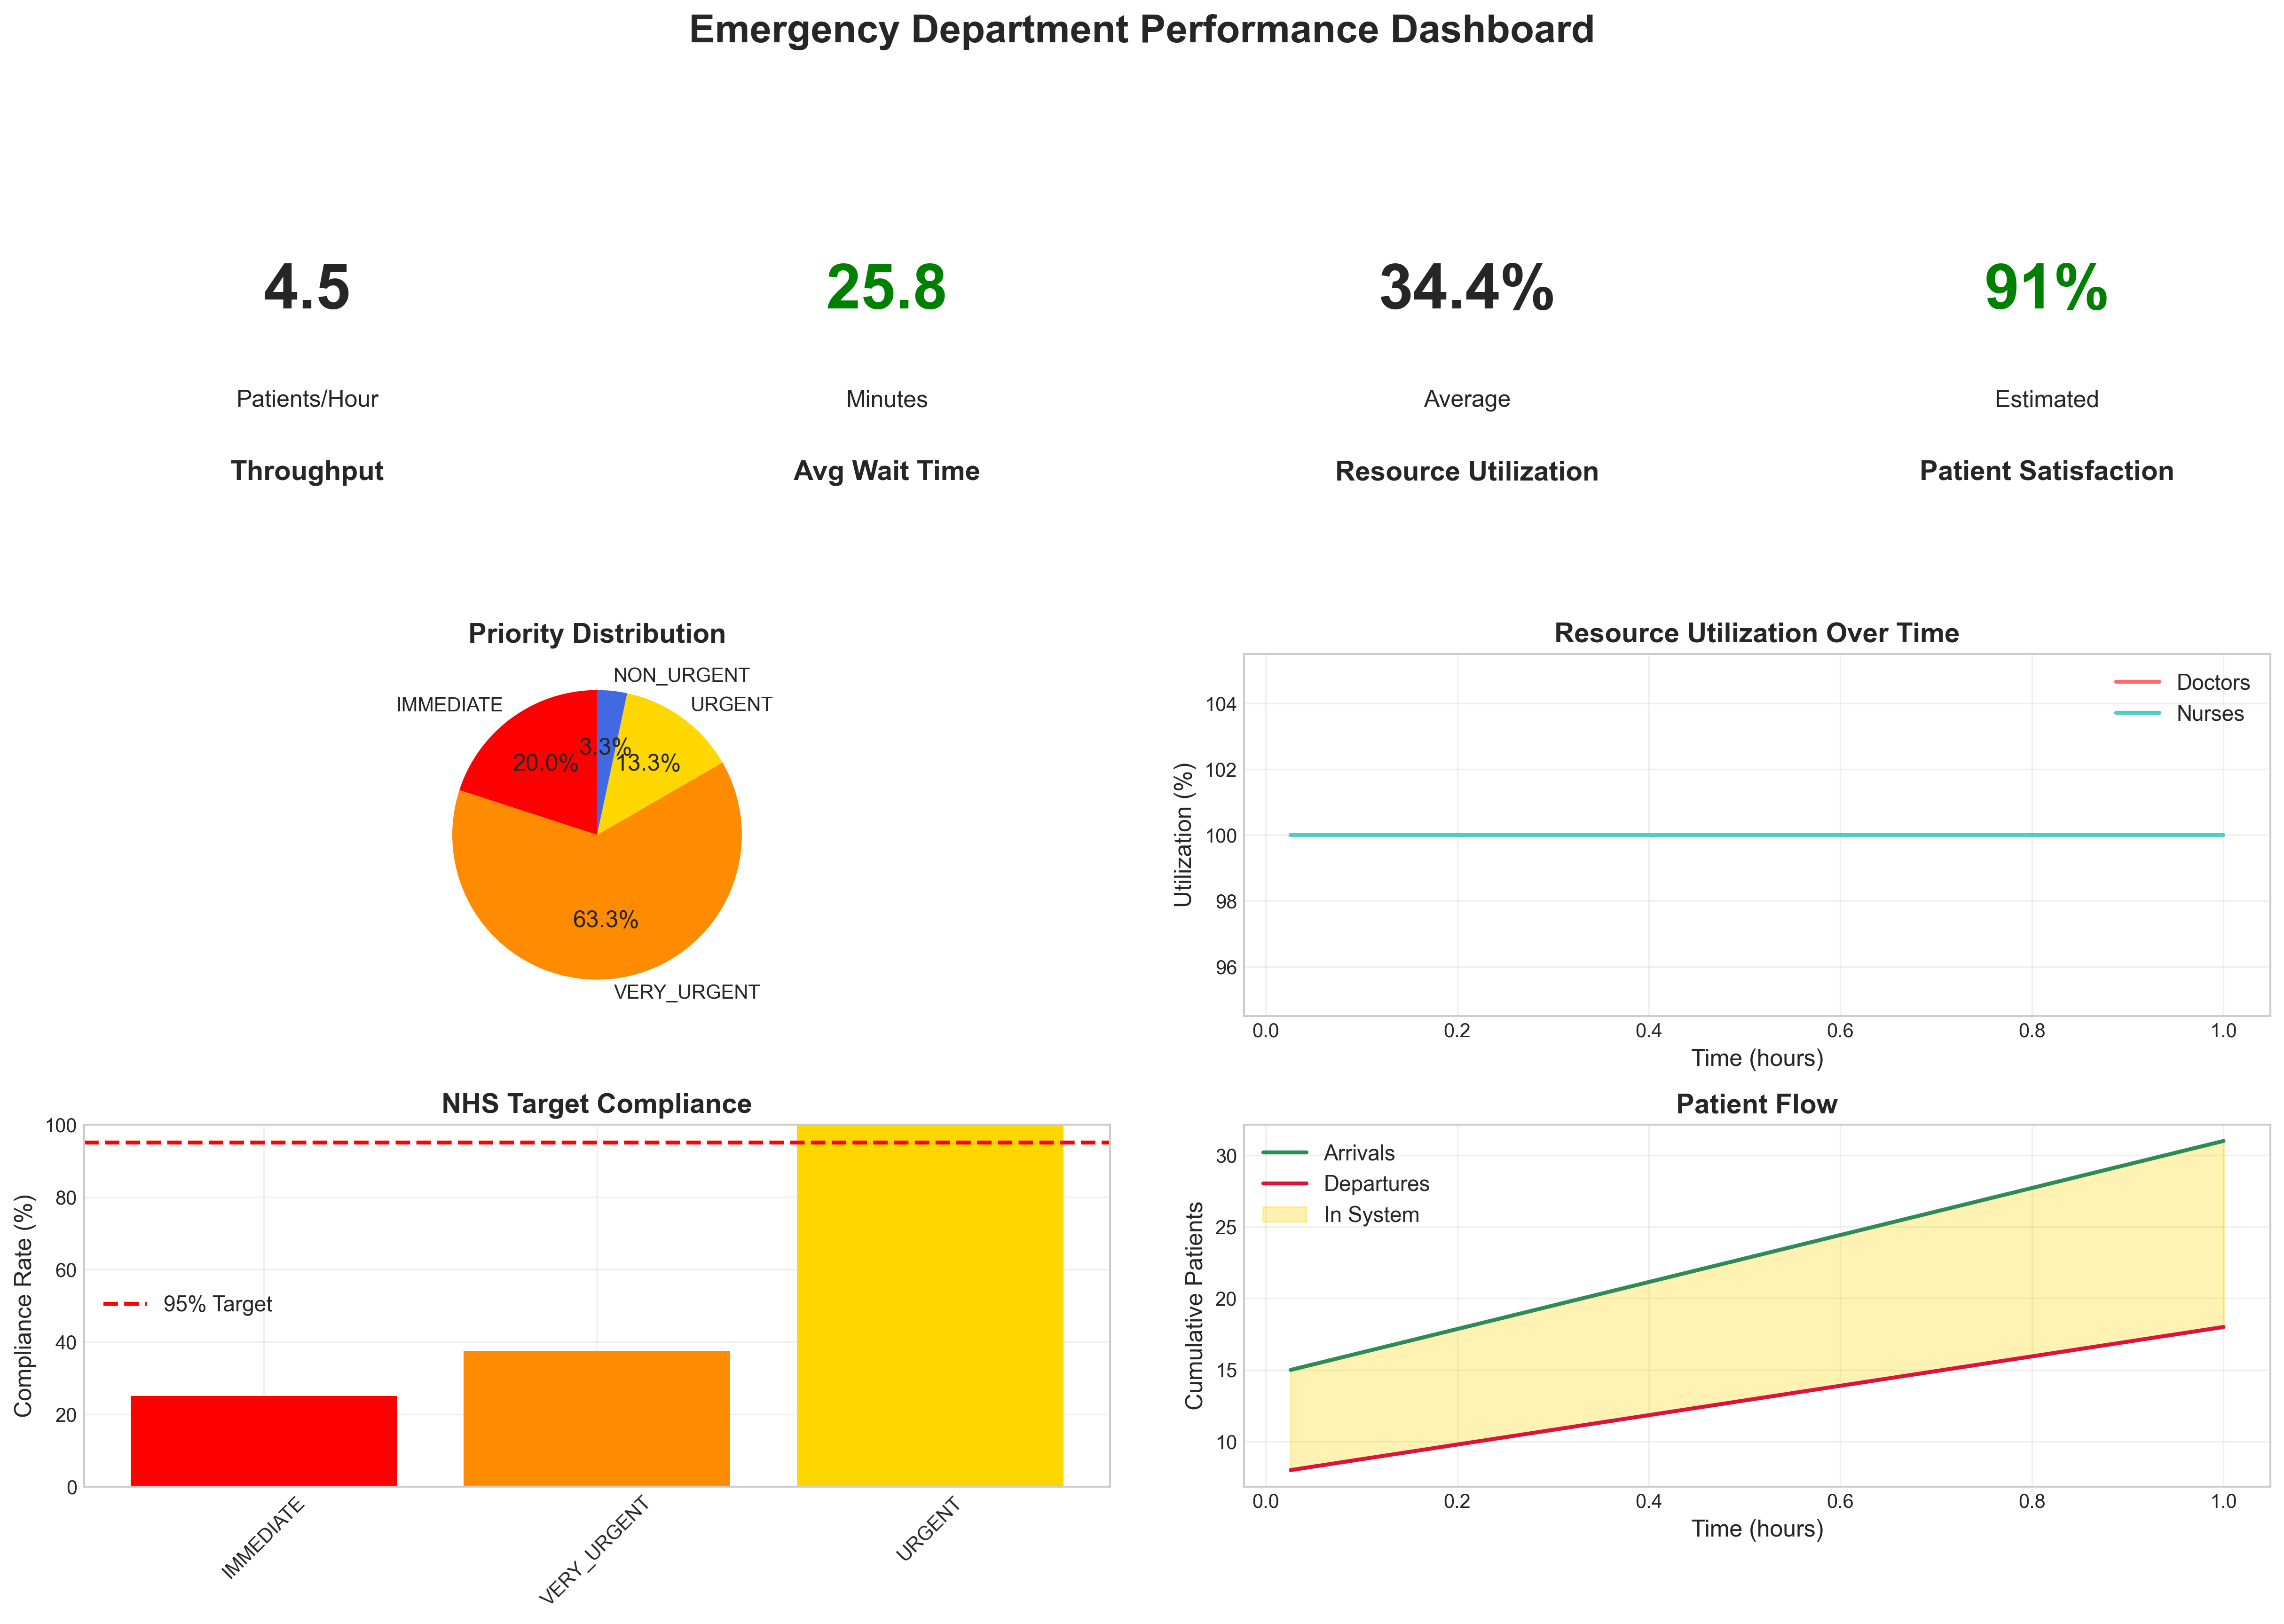 Emergency Department Performance Dashboard
4.5
Patients/Hour
Throughput
25.8
Minutes
Avg Wait Time
34.4%
Average
Resource Utilization
91%
Estimated
Patient Satisfaction
Priority Distribution
NON_URGENT
IMMEDIATE
URGENT
3.3%
20.0%
13.3%
63.3%
VERY_URGENT
Resource Utilization Over Time
Doctors
Nurses
Utilization (%)
104
102
100
98
96
0.0 0.2 0.4 0.6 0.8 1.0
Time (hours)
NHS Target Compliance
Compliance Rate (%)
100
80
60
40
20
0
95% Target
IMMEDIATE
VERY_URGENT
URGENT
Patient Flow
Arrivals
Departures
In System
Cumulative Patients
30
25
20
15
10
0.0 0.2 0.4 0.6 0.8 1.0
Time (hours)